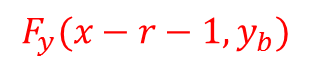 F_y(x − r − 1, y_b)